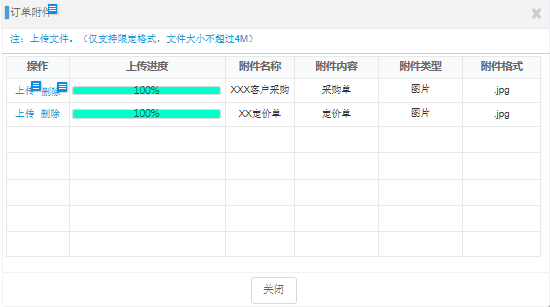 订单附件
注：上传文件。（仅支持限定格式，文件大小不超过4M）
操作 上传进度 附件名称 附件内容 附件类型 附件格式
上传 删除 100% XXX客户采购 采购单 图片 .jpg
上传 删除 100% XX定价单 定价单 图片 .jpg
关闭